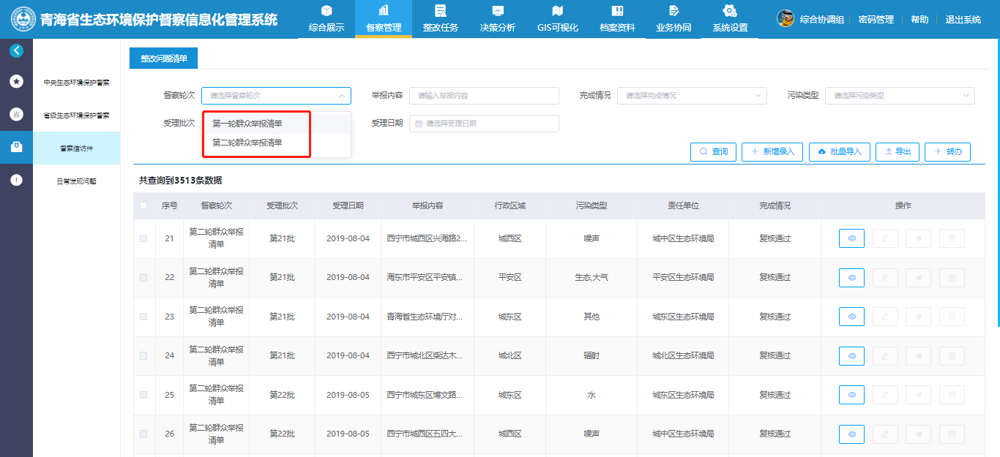 青海省生态环境保护督察信息化管理系统
综合展示 督察管理 整改任务 决策分析 GIS可视化 档案资料 业务协同 系统设置 综合协调组 密码管理 帮助 退出系统
中央生态环境保护督察
省 省级生态环境保护督察
督察信访件
日常发现问题
整改问题清单
督察轮次 请选择督察轮次 举报内容 请输入举报内容 完成情况 请选择完成情况 污染类型 请选择污染类型
受理批次 受理日期 请选择受理日期
第一轮群众举报清单
第二轮群众举报清单
查询 新增录入 批量导入 导出 转办
共查询到3513条数据
序号 督察轮次 受理批次 受理日期 举报内容 行政区域 污染类型 责任单位 完成情况 操作
21 第二轮群众举报清单 第21批 2019-08-04 西宁市城西区兴海路2... 城西区 噪声 城中区生态环境局 复核通过
22 第二轮群众举报清单 第21批 2019-08-04 海东市平安区平安镇... 平安区 生态,大气 平安区生态环境局 复核通过
23 第二轮群众举报清单 第21批 2019-08-04 青海省生态环境厅对... 城东区 其他 城东区生态环境局 复核通过
24 第二轮群众举报清单 第21批 2019-08-04 西宁市城北区柴达木... 城北区 辐射 城北区生态环境局 复核通过
25 第二轮群众举报清单 第22批 2019-08-05 西宁市城东区博文路... 城东区 水 城东区生态环境局 复核通过
26 第二轮群众举报清单 第22批 2019-08-05 西宁市城西区五四大... 城西区 噪声 城中区生态环境局 复核通过